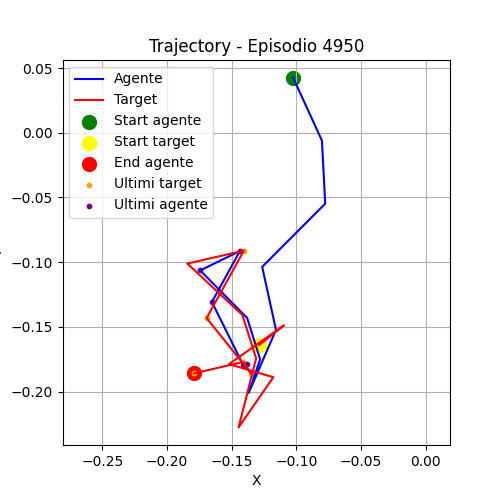 Trajectory - Episodio 4950
Agente
Target
Start agente
Start target
End agente
Ultimi target
Ultimi agente
0.05
0.00
−0.05
−0.10
−0.15
−0.20
−0.25 −0.20 −0.15 −0.10 −0.05 0.00
X